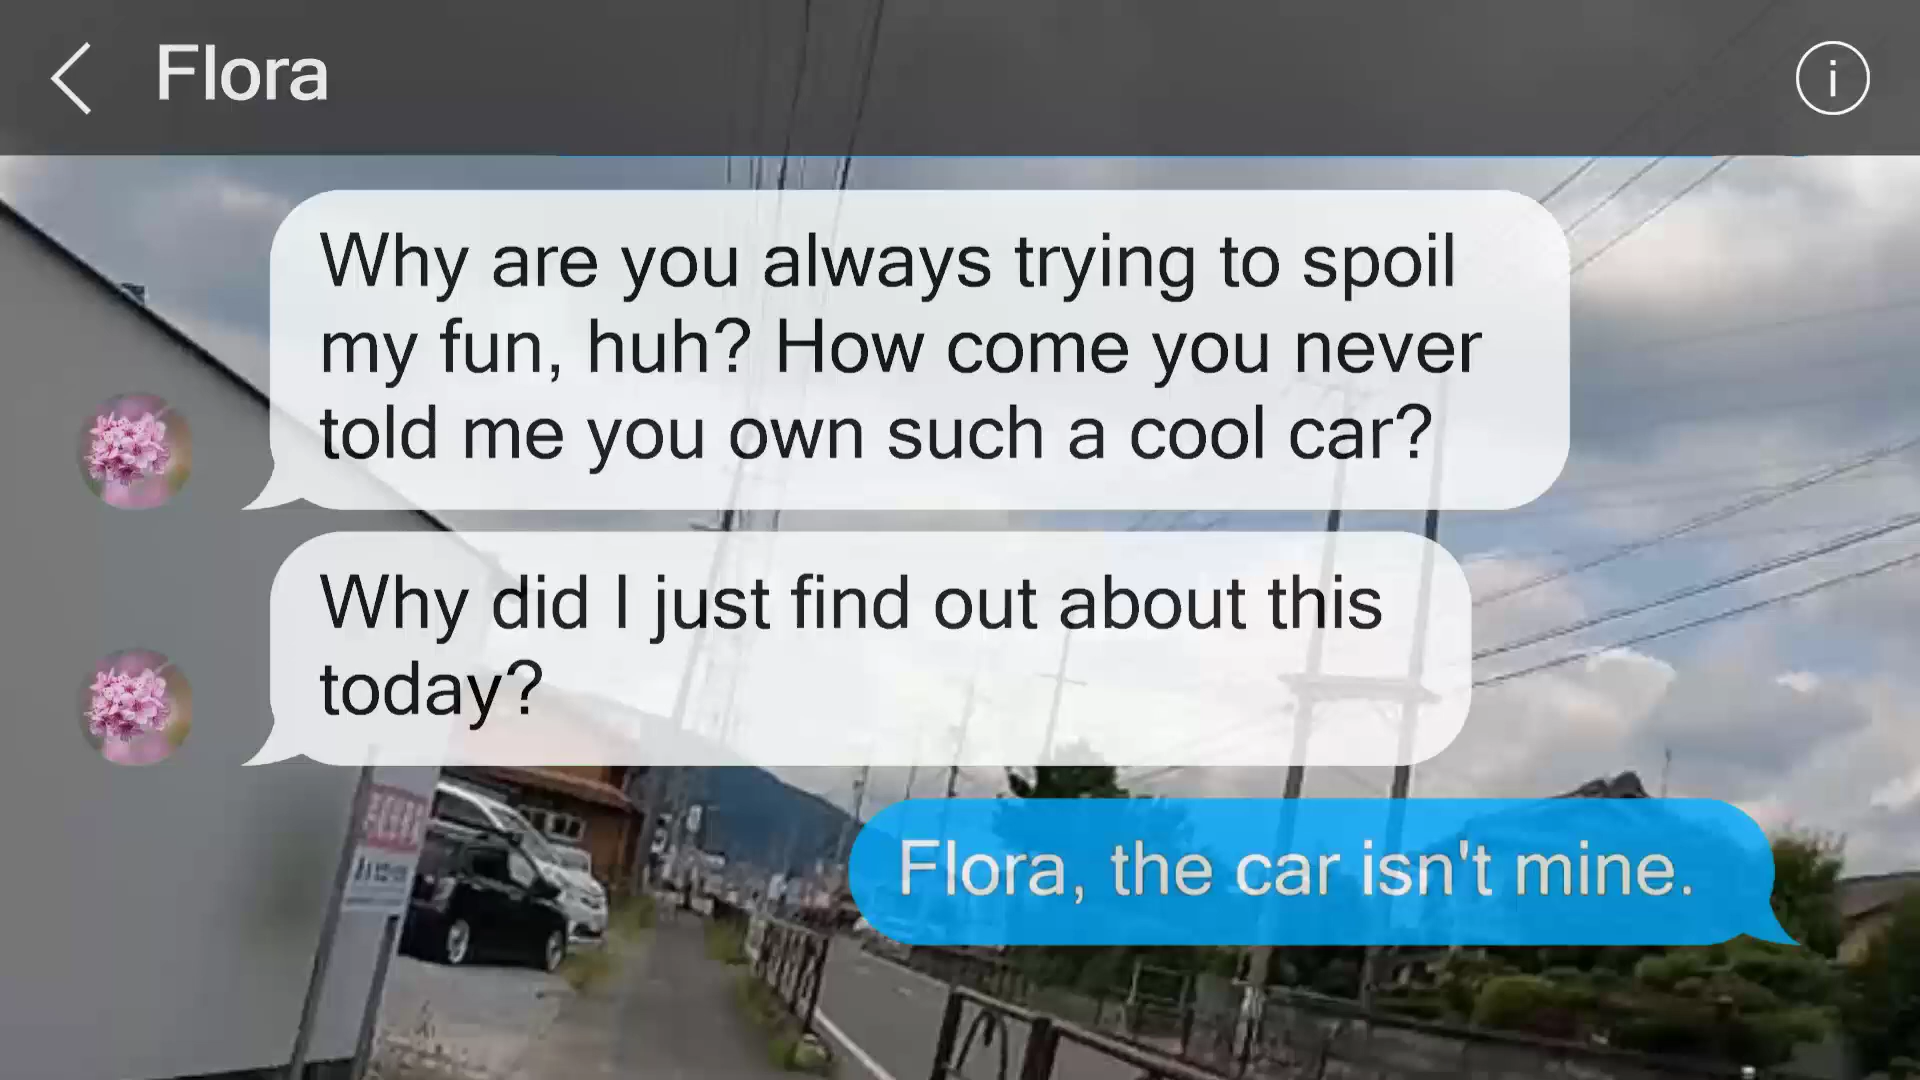 Flora
Why are you always trying to spoil
my fun, huh? How come you never
told me you own such a cool car?
Why did I just find out about this
today?
Flora, the car isn't mine.